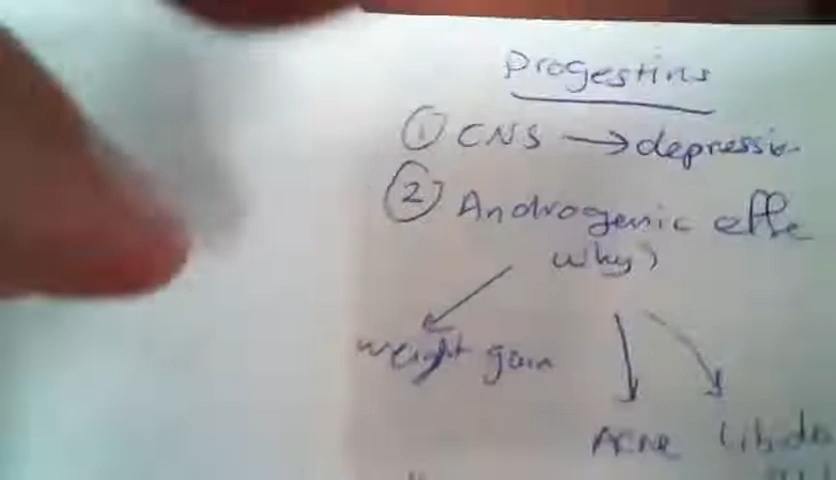 Progestins
① CNS → depressio
② Androgenic effe
why?
weight gain
Acne Libido